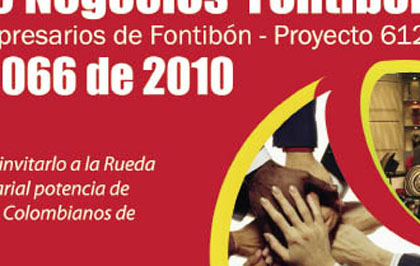 Negocios Fontibó
presarios de Fontibón - Proyecto 612
066 de 2010
invitarlo a la Rueda
arial potencia de
Colombianos de